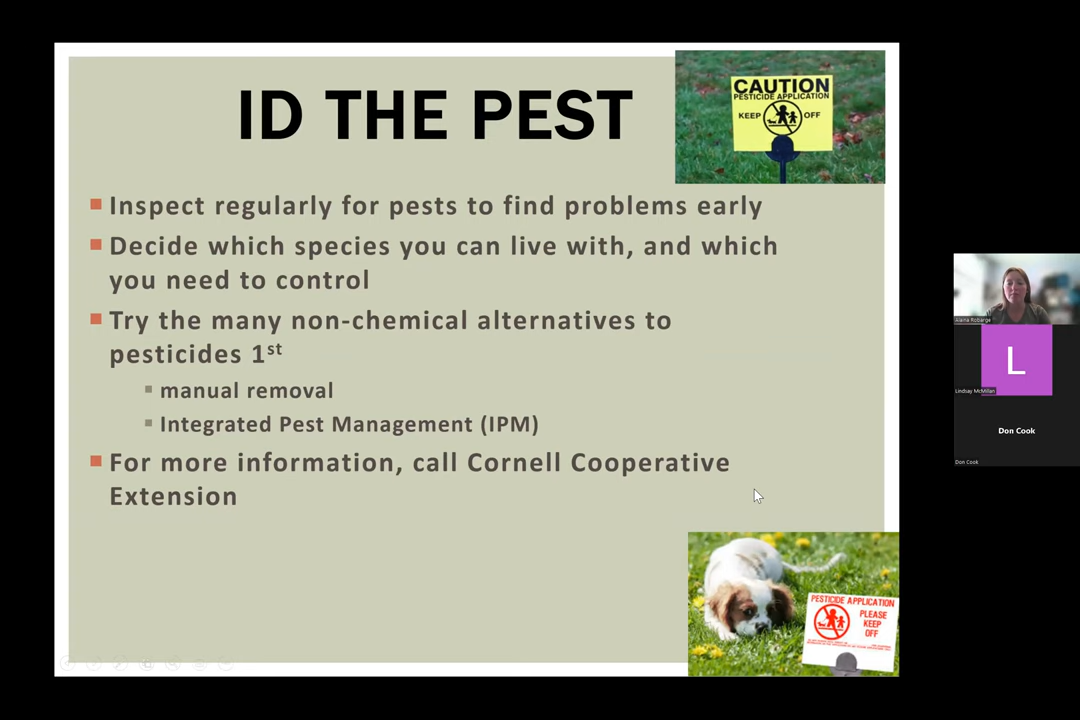 ID THE PEST
CAUTION
PESTICIDE APPLICATION
KEEP OFF
Inspect regularly for pests to find problems early
Decide which species you can live with, and which
you need to control
Try the many non-chemical alternatives to
pesticides 1st
manual removal
Integrated Pest Management (IPM)
For more information, call Cornell Cooperative
Extension
PESTICIDE APPLICATION
PLEASE
KEEP
OFF
Alaina Robarge
L
Lindsay McMillan
Don Cook
Don Cook